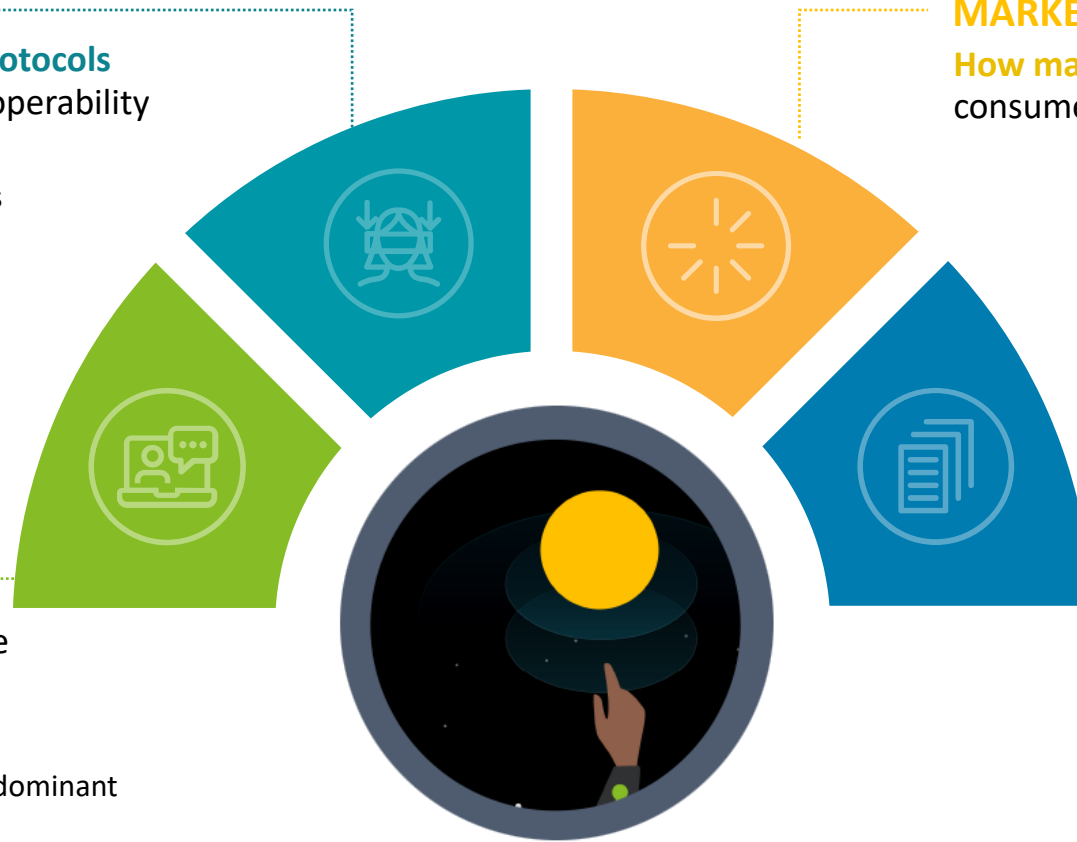 otocols
operability
s
e
dominant
MARKE
How ma
consume